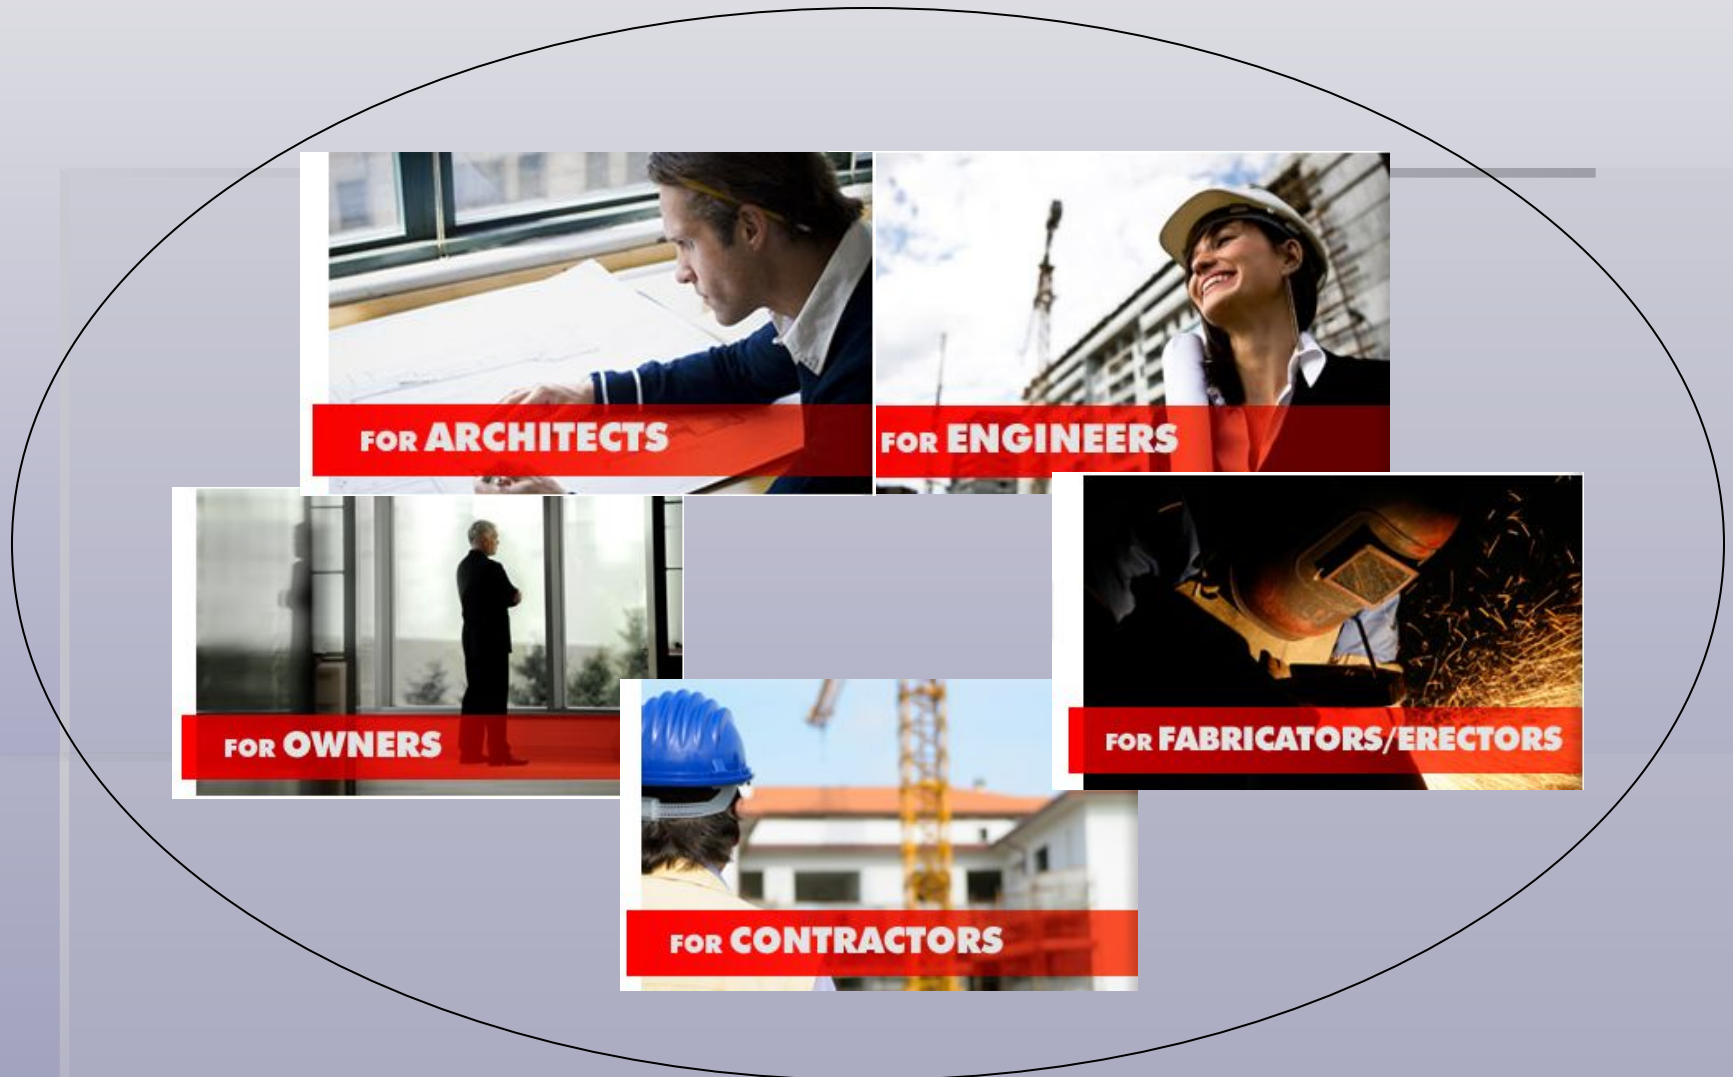 FOR ARCHITECTS
FOR ENGINEERS
FOR OWNERS
FOR FABRICATORS/ERECTORS
FOR CONTRACTORS